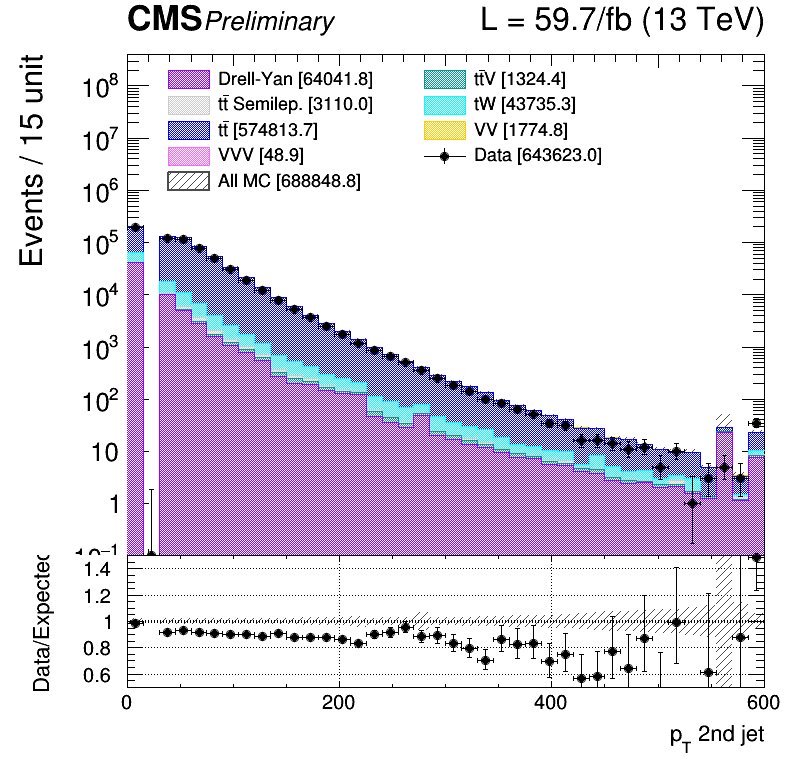 CMS Preliminary L = 59.7/fb (13 TeV)
Events / 15 unit
Drell-Yan [64041.8]
tt̄ Semilep. [3110.0]
tt̄ [574813.7]
VVV [48.9]
All MC [688848.8]
tt̄V [1324.4]
tW [43735.3]
VV [1774.8]
Data [643623.0]
10⁸
10⁷
10⁶
10⁵
10⁴
10³
10²
10
1
10⁻¹
Data/Expected
1.4
1.2
1
0.8
0.6
0 200 400 600
p_T 2nd jet